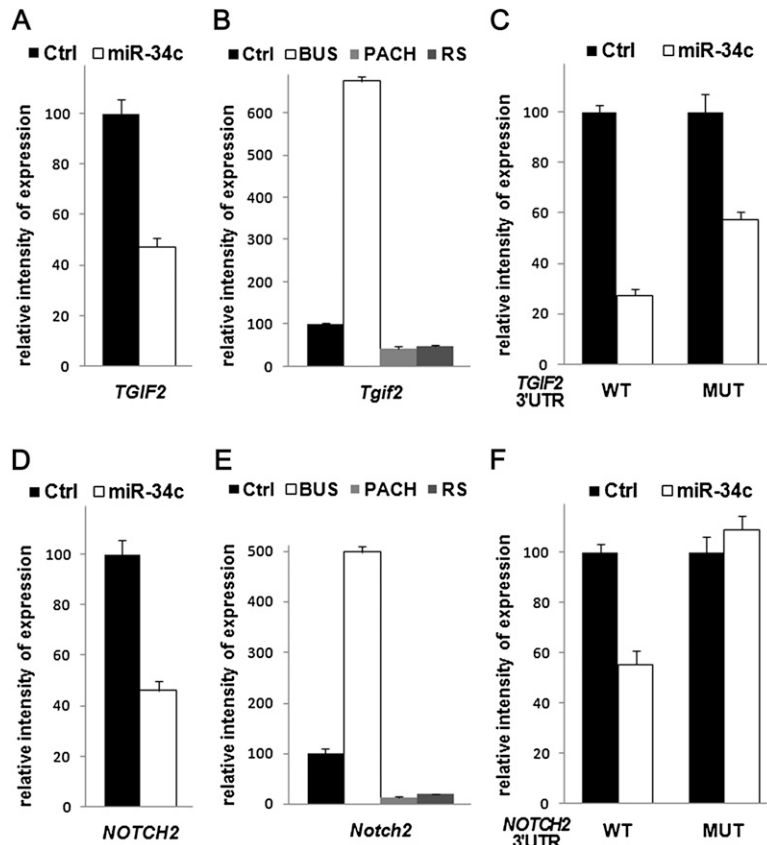 A
■ Ctrl □ miR-34c
relative intensity of expression
100
80
60
40
20
0
TGIF2
B
■ Ctrl □ BUS ■ PACH ■ RS
relative intensity of expression
600
500
400
300
200
100
0
Tgif2
C
■ Ctrl □ miR-34c
relative intensity of expression
100
80
60
40
20
0
TGIF2
3'UTR
WT MUT
D
■ Ctrl □ miR-34c
relative intensity of expression
100
80
60
40
20
0
NOTCH2
E
■ Ctrl □ BUS ■ PACH ■ RS
relative intensity of expression
500
400
300
200
100
0
Notch2
F
■ Ctrl □ miR-34c
relative intensity of expression
100
80
60
40
20
0
NOTCH2
3'UTR
WT MUT